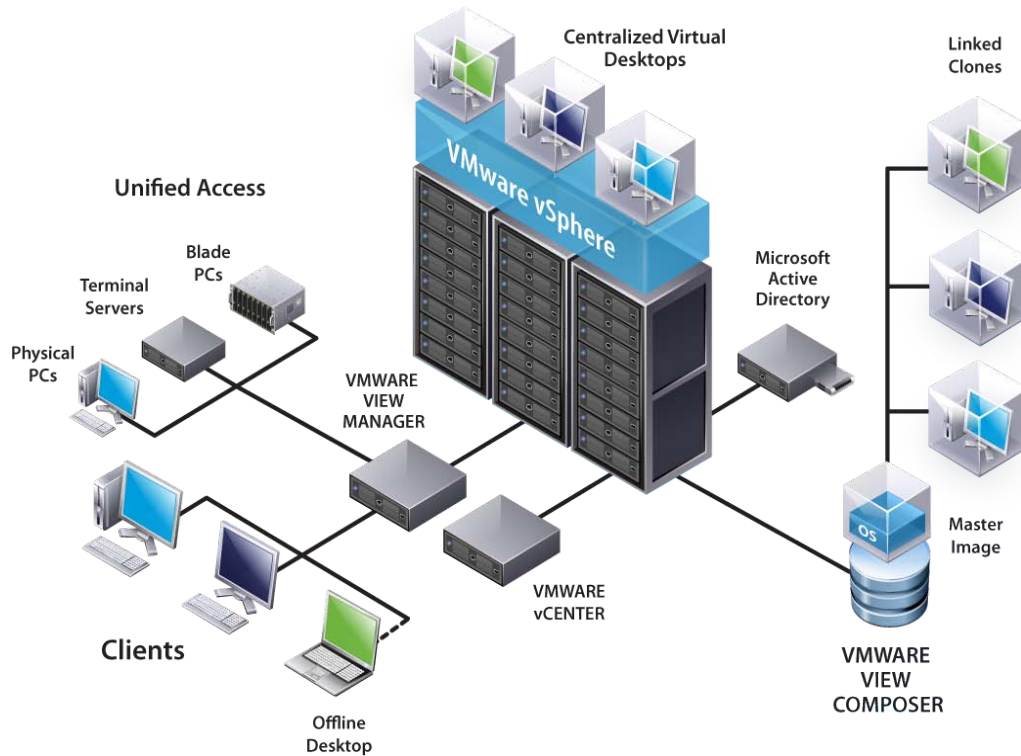 Centralized Virtual
Desktops
Linked
Clones
VMware vSphere
Unified Access
Blade
PCs
Terminal
Servers
Physical
PCs
Microsoft
Active
Directory
VMWARE
VIEW
MANAGER
OS
Master
Image
VMWARE
vCENTER
Clients
VMWARE
VIEW
COMPOSER
Offline
Desktop